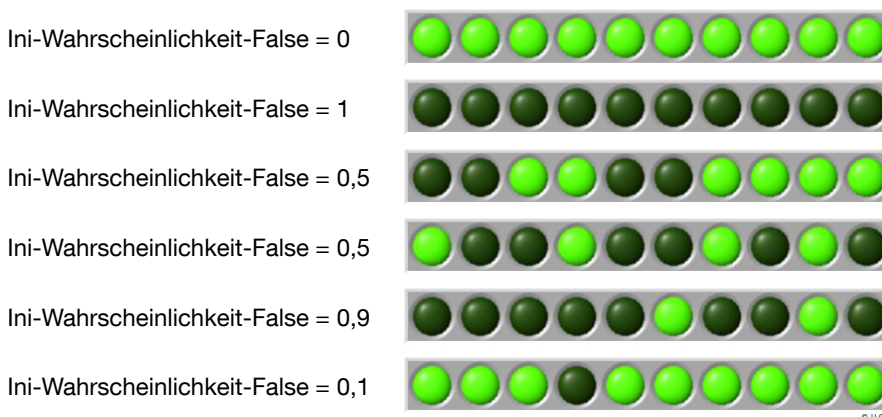 Ini-Wahrscheinlichkeit-False = 0
Ini-Wahrscheinlichkeit-False = 1
Ini-Wahrscheinlichkeit-False = 0,5
Ini-Wahrscheinlichkeit-False = 0,5
Ini-Wahrscheinlichkeit-False = 0,9
Ini-Wahrscheinlichkeit-False = 0,1